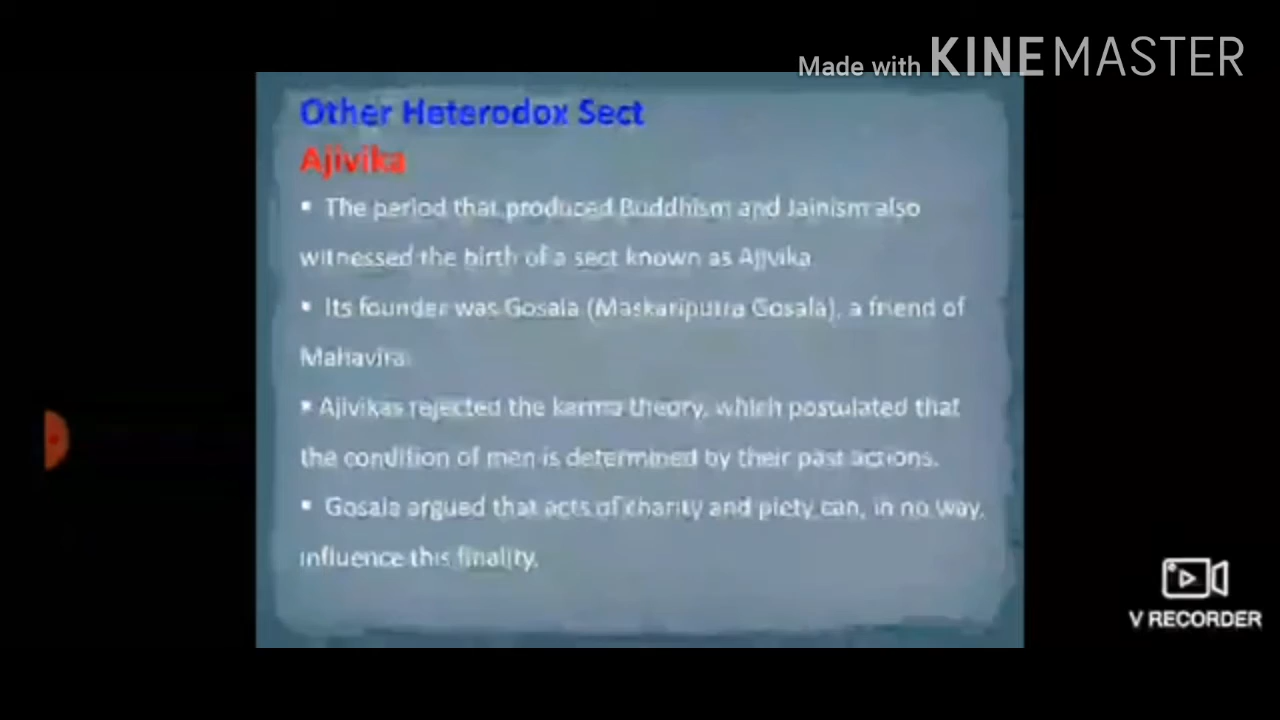 Made with KINEMASTER
Other Heterodox Sect
Ajivika
▪ The period that produced Buddhism and Jainism also
witnessed the birth of a sect known as Ajivika
▪ Its founder was Gosala (Maskariputra Gosala), a friend of
Mahavira.
▪ Ajivikas rejected the karma theory, which postulated that
the condition of men is determined by their past actions.
▪ Gosala argued that acts of charity and piety can, in no way,
influence this finality.
V RECORDER